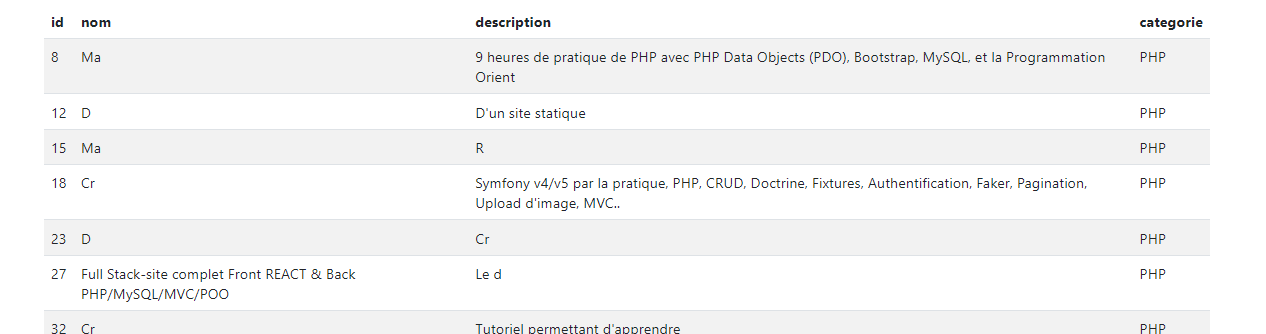 id nom description categorie
8 Ma 9 heures de pratique de PHP avec PHP Data Objects (PDO), Bootstrap, MySQL, et la Programmation PHP
Orient
12 D D'un site statique PHP
15 Ma R PHP
18 Cr Symfony v4/v5 par la pratique, PHP, CRUD, Doctrine, Fixtures, Authentification, Faker, Pagination, PHP
Upload d'image, MVC..
23 D Cr PHP
27 Full Stack-site complet Front REACT & Back Le d PHP
PHP/MySQL/MVC/POO
32 Cr Tutoriel permettant d'apprendre PHP